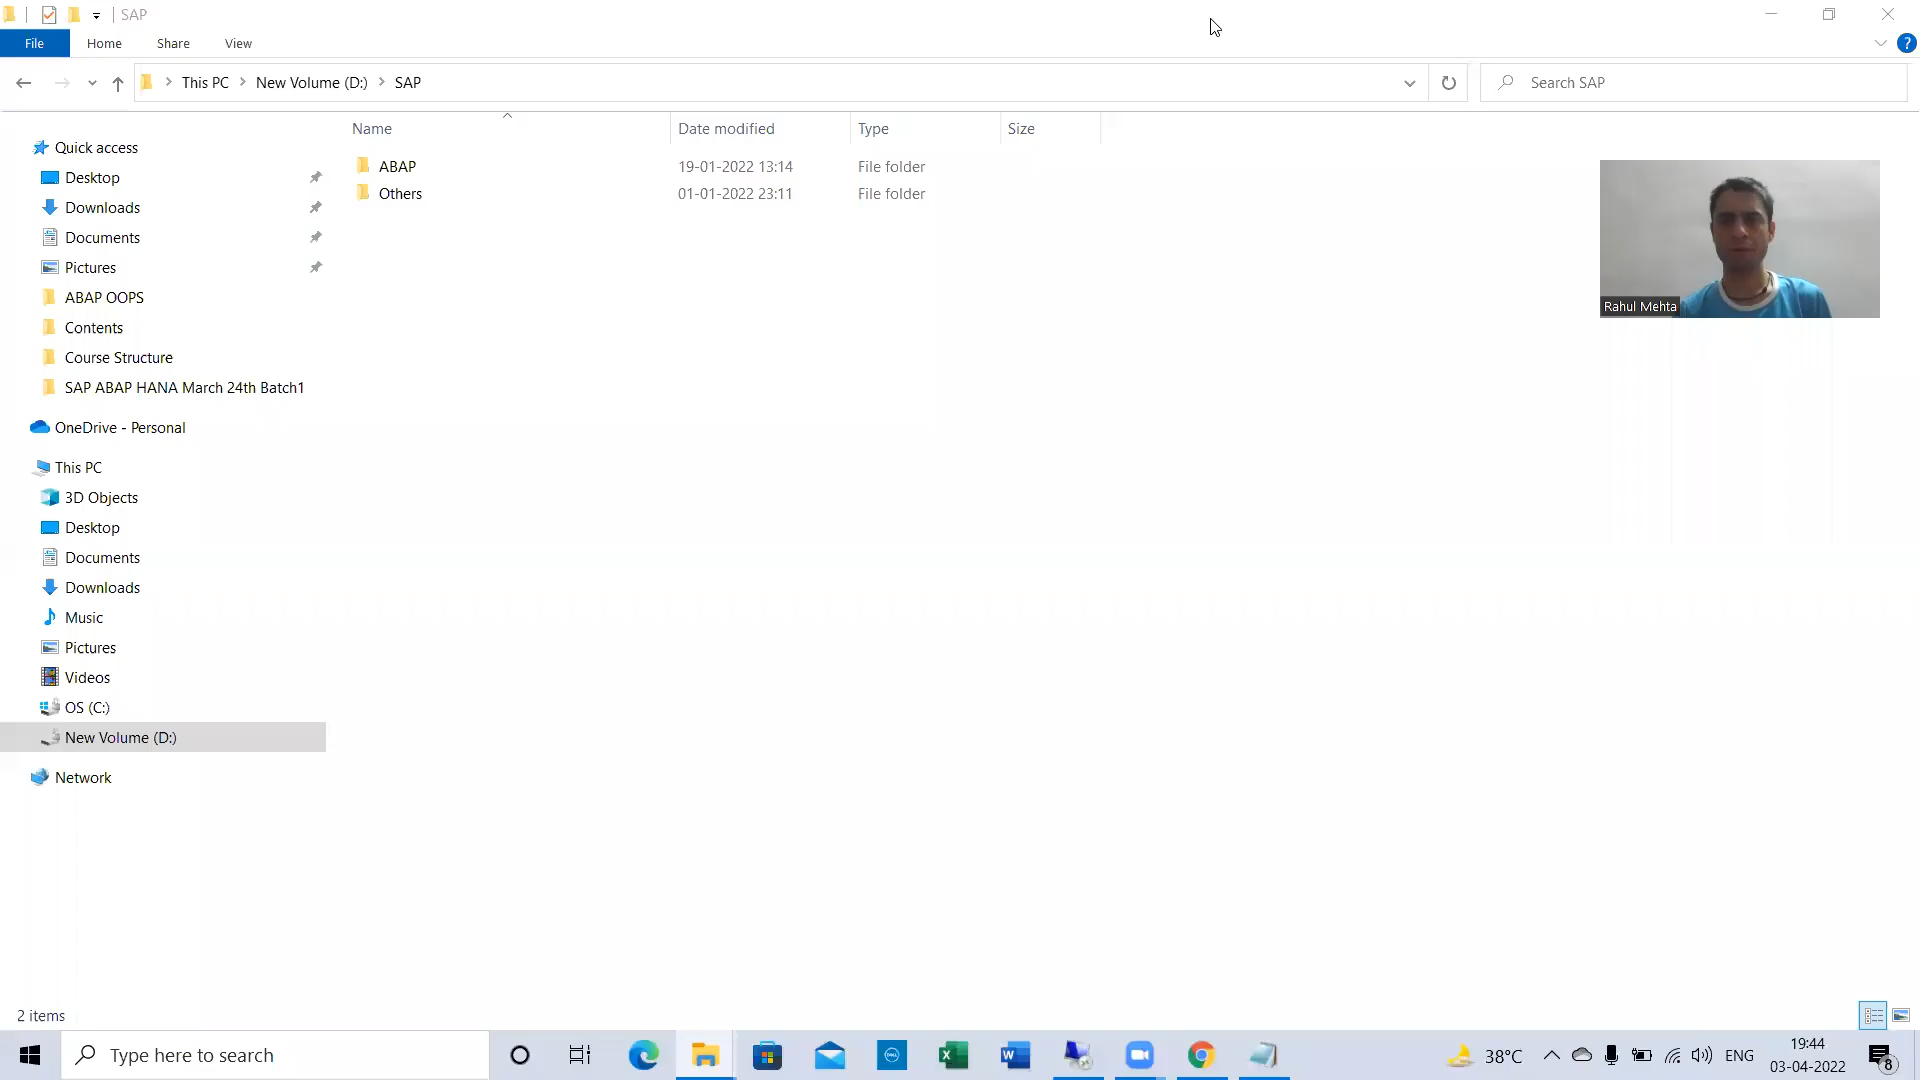 SAP
File Home Share View
This PC New Volume (D:) SAP
Search SAP
Name Date modified Type Size
ABAP 19-01-2022 13:14 File folder
Others 01-01-2022 23:11 File folder
Quick access
Desktop
Downloads
Documents
Pictures
ABAP OOPS
Contents
Course Structure
SAP ABAP HANA March 24th Batch1
OneDrive - Personal
This PC
3D Objects
Desktop
Documents
Downloads
Music
Pictures
Videos
OS (C:)
New Volume (D:)
Network
Rahul Mehta
2 items
Type here to search
38°C
ENG
19:44
03-04-2022
8